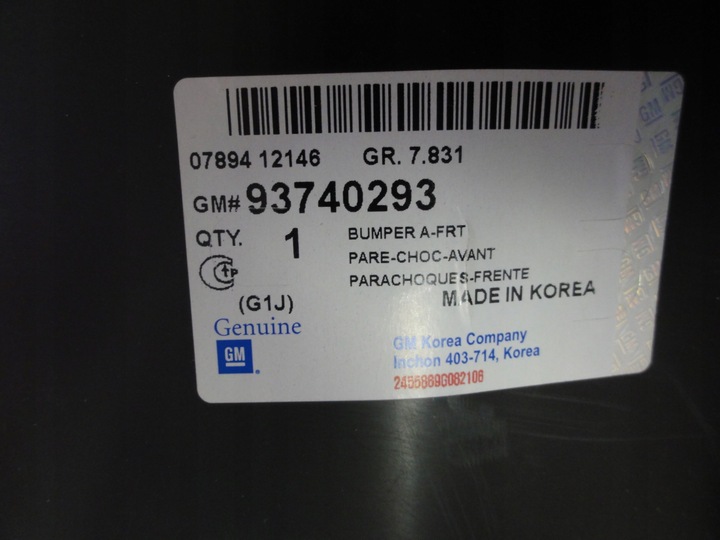 07894 12146 GR. 7.831
GM# 93740293
QTY. 1
BUMPER A-FRT
PARE-CHOC-AVANT
PARACHOQUES-FRENTE
MADE IN KOREA
(G1J)
Genuine
GM
GM Korea Company
Inchon 403-714, Korea
2456889G082106